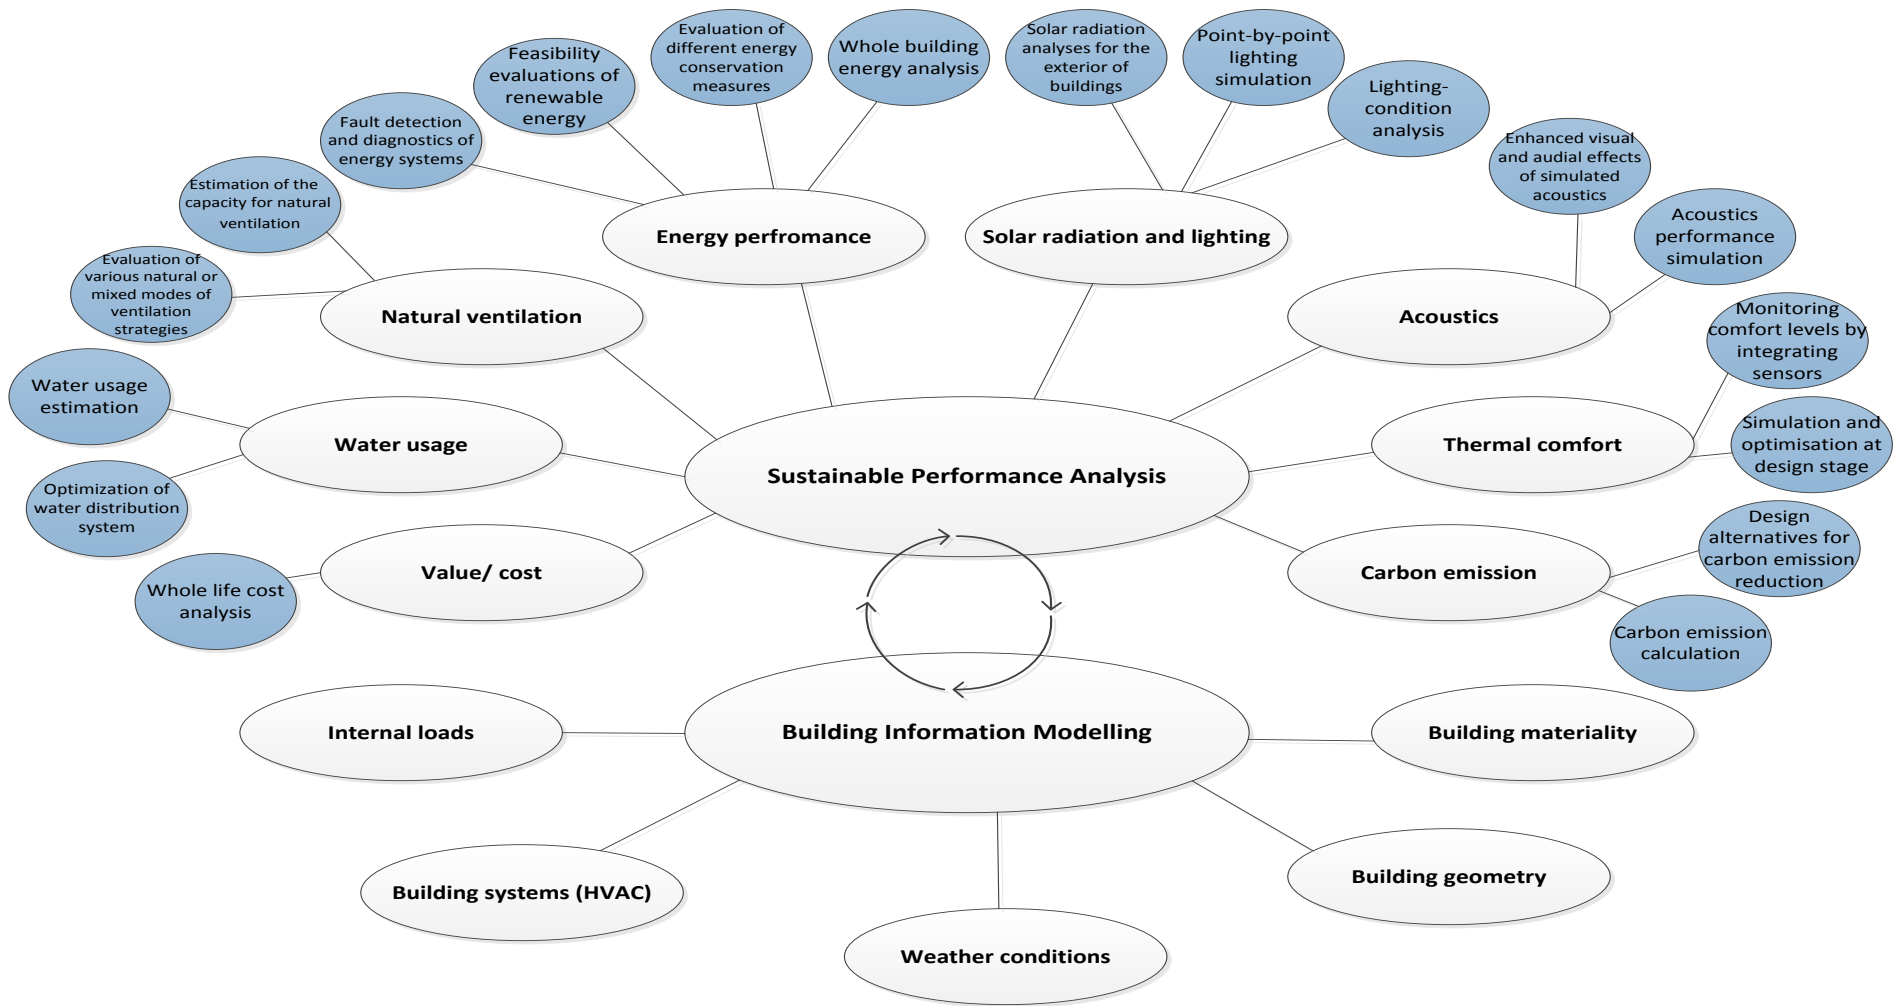 Feasibility
evaluations of
renewable
energy
Evaluation of
different energy
conservation
measures
Whole building
energy analysis
Solar radiation
analyses for the
exterior of
buildings
Point-by-point
lighting
simulation
Lighting-
condition
analysis
Fault detection
and diagnostics of
energy systems
Enhanced visual
and audial effects
of simulated
acoustics
Estimation of the
capacity for natural
ventilation
Acoustics
performance
simulation
Energy perfromance
Solar radiation and lighting
Evaluation of
various natural or
mixed modes of
ventilation
strategies
Natural ventilation
Acoustics
Monitoring
comfort levels by
integrating
sensors
Water usage
estimation
Water usage
Thermal comfort
Simulation and
optimisation at
design stage
Sustainable Performance Analysis
Optimization of
water distribution
system
Design
alternatives for
carbon emission
reduction
Value/ cost
Carbon emission
Whole life cost
analysis
Carbon emission
calculation
Internal loads
Building Information Modelling
Building materiality
Building systems (HVAC)
Building geometry
Weather conditions